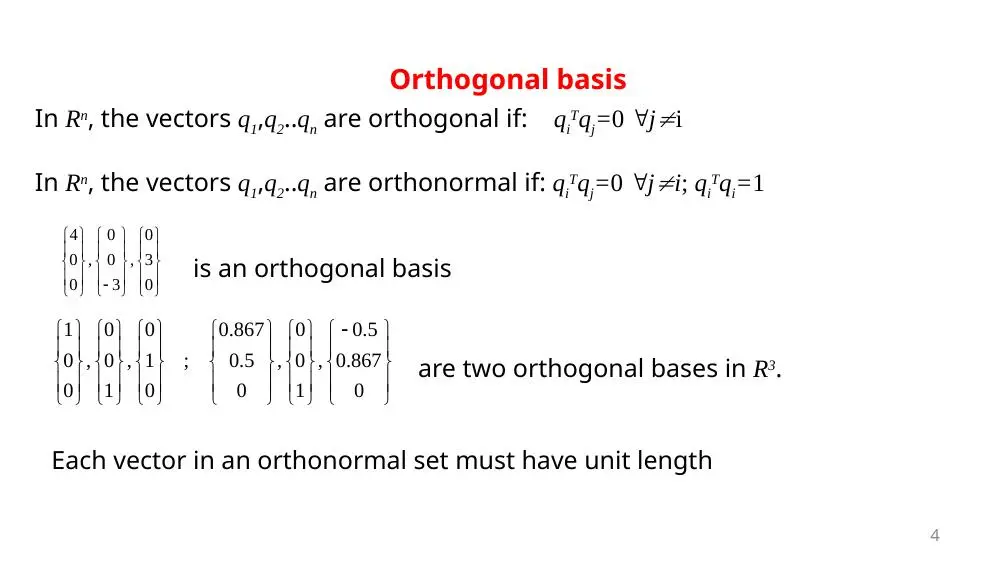 Orthogonal basis
In Rⁿ, the vectors q₁,q₂..qₙ are orthogonal if: qᵢᵀqⱼ=0 ∀j≠i
In Rⁿ, the vectors q₁,q₂..qₙ are orthonormal if: qᵢᵀqⱼ=0 ∀j≠i; qᵢᵀqᵢ=1
{4 0 0}, {0 0 -3}, {0 3 0} is an orthogonal basis
{1 0 0}, {0 0 1}, {0 1 0} ; {0.867 0.5 0}, {0 0 1}, {-0.5 0.867 0} are two orthogonal bases in R³.
Each vector in an orthonormal set must have unit length
4